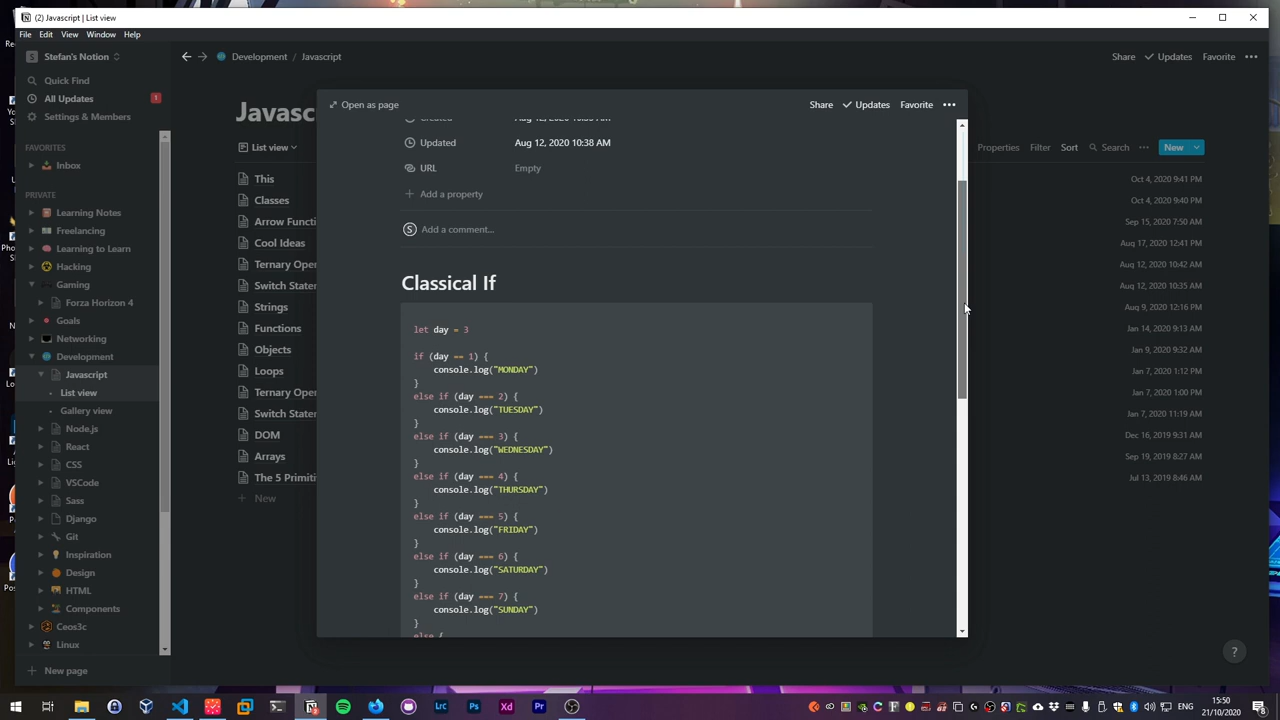 (2) Javascript | List view
File Edit View Window Help
Stefan's Notion
Development / Javascript
Share Updates Favorite
Quick Find
All Updates 1
Settings & Members
FAVORITES
Inbox
PRIVATE
Learning Notes
Freelancing
Learning to Learn
Hacking
Gaming
Forza Horizon 4
Goals
Networking
Development
Javascript
List view
Gallery view
Node.js
React
CSS
VSCode
Sass
Django
Git
Inspiration
Design
HTML
Components
Ceos3c
Linux
New page
Javasc
List view
Properties Filter Sort Search New
This
Classes
Arrow Functi
Cool Ideas
Ternary Oper
Switch Statem
Strings
Functions
Objects
Loops
Ternary Oper
Switch Statem
DOM
Arrays
The 5 Primiti
New
Oct 4, 2020 9:41 PM
Oct 4, 2020 9:40 PM
Sep 15, 2020 7:50 AM
Aug 17, 2020 12:41 PM
Aug 12, 2020 10:42 AM
Aug 12, 2020 10:35 AM
Aug 9, 2020 12:16 PM
Jan 14, 2020 9:13 AM
Jan 9, 2020 9:32 AM
Jan 7, 2020 1:12 PM
Jan 7, 2020 1:00 PM
Jan 7, 2020 11:19 AM
Dec 16, 2019 9:31 AM
Sep 19, 2019 8:27 AM
Jul 13, 2019 8:46 AM
Open as page
Share Updates Favorite
Created Aug 12, 2020 10:35 AM
Updated Aug 12, 2020 10:38 AM
URL Empty
Add a property
S Add a comment...
Classical If
let day = 3
if (day == 1) {
console.log("MONDAY")
}
else if (day === 2) {
console.log("TUESDAY")
}
else if (day === 3) {
console.log("WEDNESDAY")
}
else if (day === 4) {
console.log("THURSDAY")
}
else if (day === 5) {
console.log("FRIDAY")
}
else if (day === 6) {
console.log("SATURDAY")
}
else if (day === 7) {
console.log("SUNDAY")
}
else {
?
Lrc Ps Xd Pr
ENG
15:50